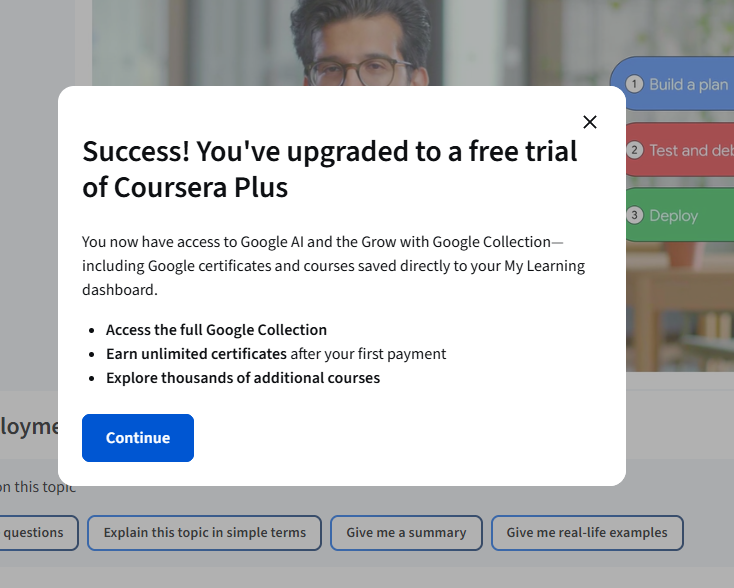 1 Build a plan
2 Test and deb
3 Deploy
Success! You've upgraded to a free trial
of Coursera Plus
You now have access to Google AI and the Grow with Google Collection—
including Google certificates and courses saved directly to your My Learning
dashboard.
• Access the full Google Collection
• Earn unlimited certificates after your first payment
• Explore thousands of additional courses
Continue
loyme
on this topic
questions
Explain this topic in simple terms
Give me a summary
Give me real-life examples